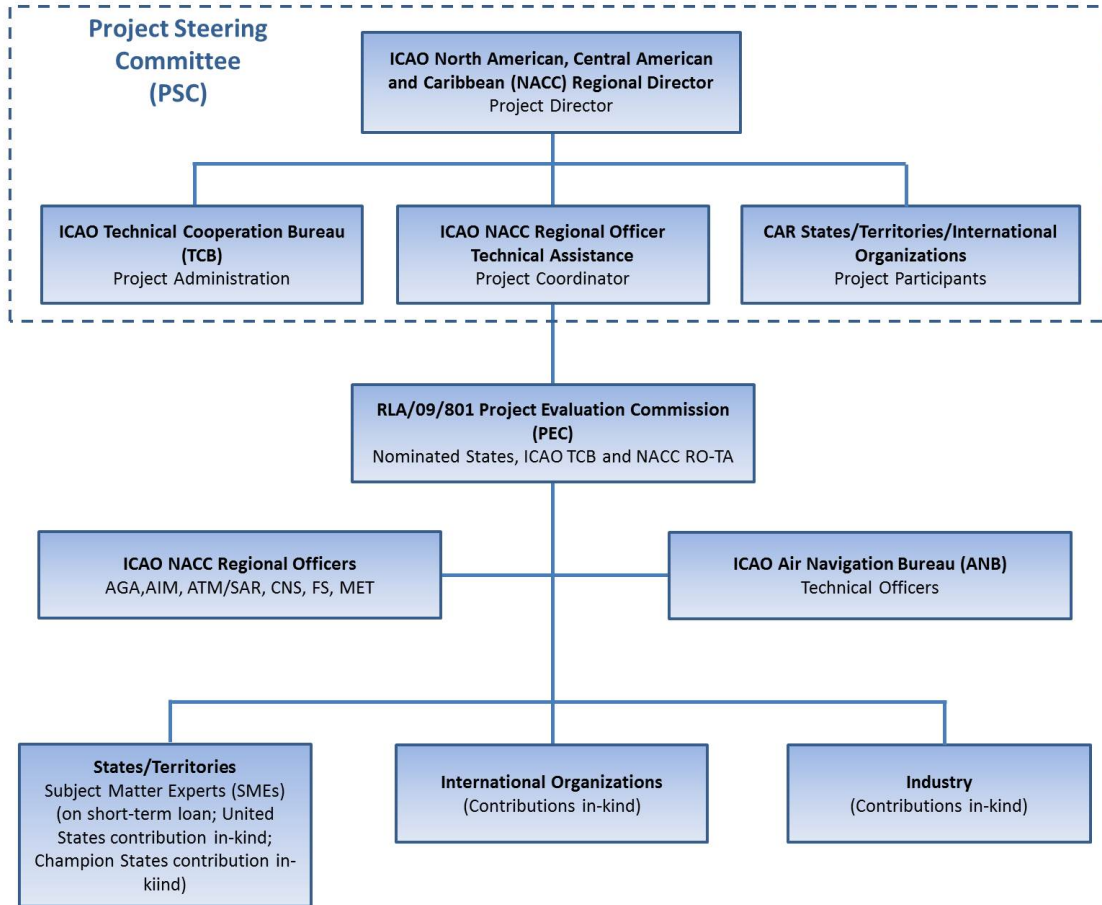 Project Steering
Committee
(PSC)
ICAO North American, Central American
and Caribbean (NACC) Regional Director
Project Director
ICAO Technical Cooperation Bureau
(TCB)
Project Administration
ICAO NACC Regional Officer
Technical Assistance
Project Coordinator
CAR States/Territories/International
Organizations
Project Participants
RLA/09/801 Project Evaluation Commission
(PEC)
Nominated States, ICAO TCB and NACC RO-TA
ICAO NACC Regional Officers
AGA,AIM, ATM/SAR, CNS, FS, MET
ICAO Air Navigation Bureau (ANB)
Technical Officers
States/Territories
Subject Matter Experts (SMEs)
(on short-term loan; United
States contribution in-kind;
Champion States contribution in-
kiind)
International Organizations
(Contributions in-kind)
Industry
(Contributions in-kind)